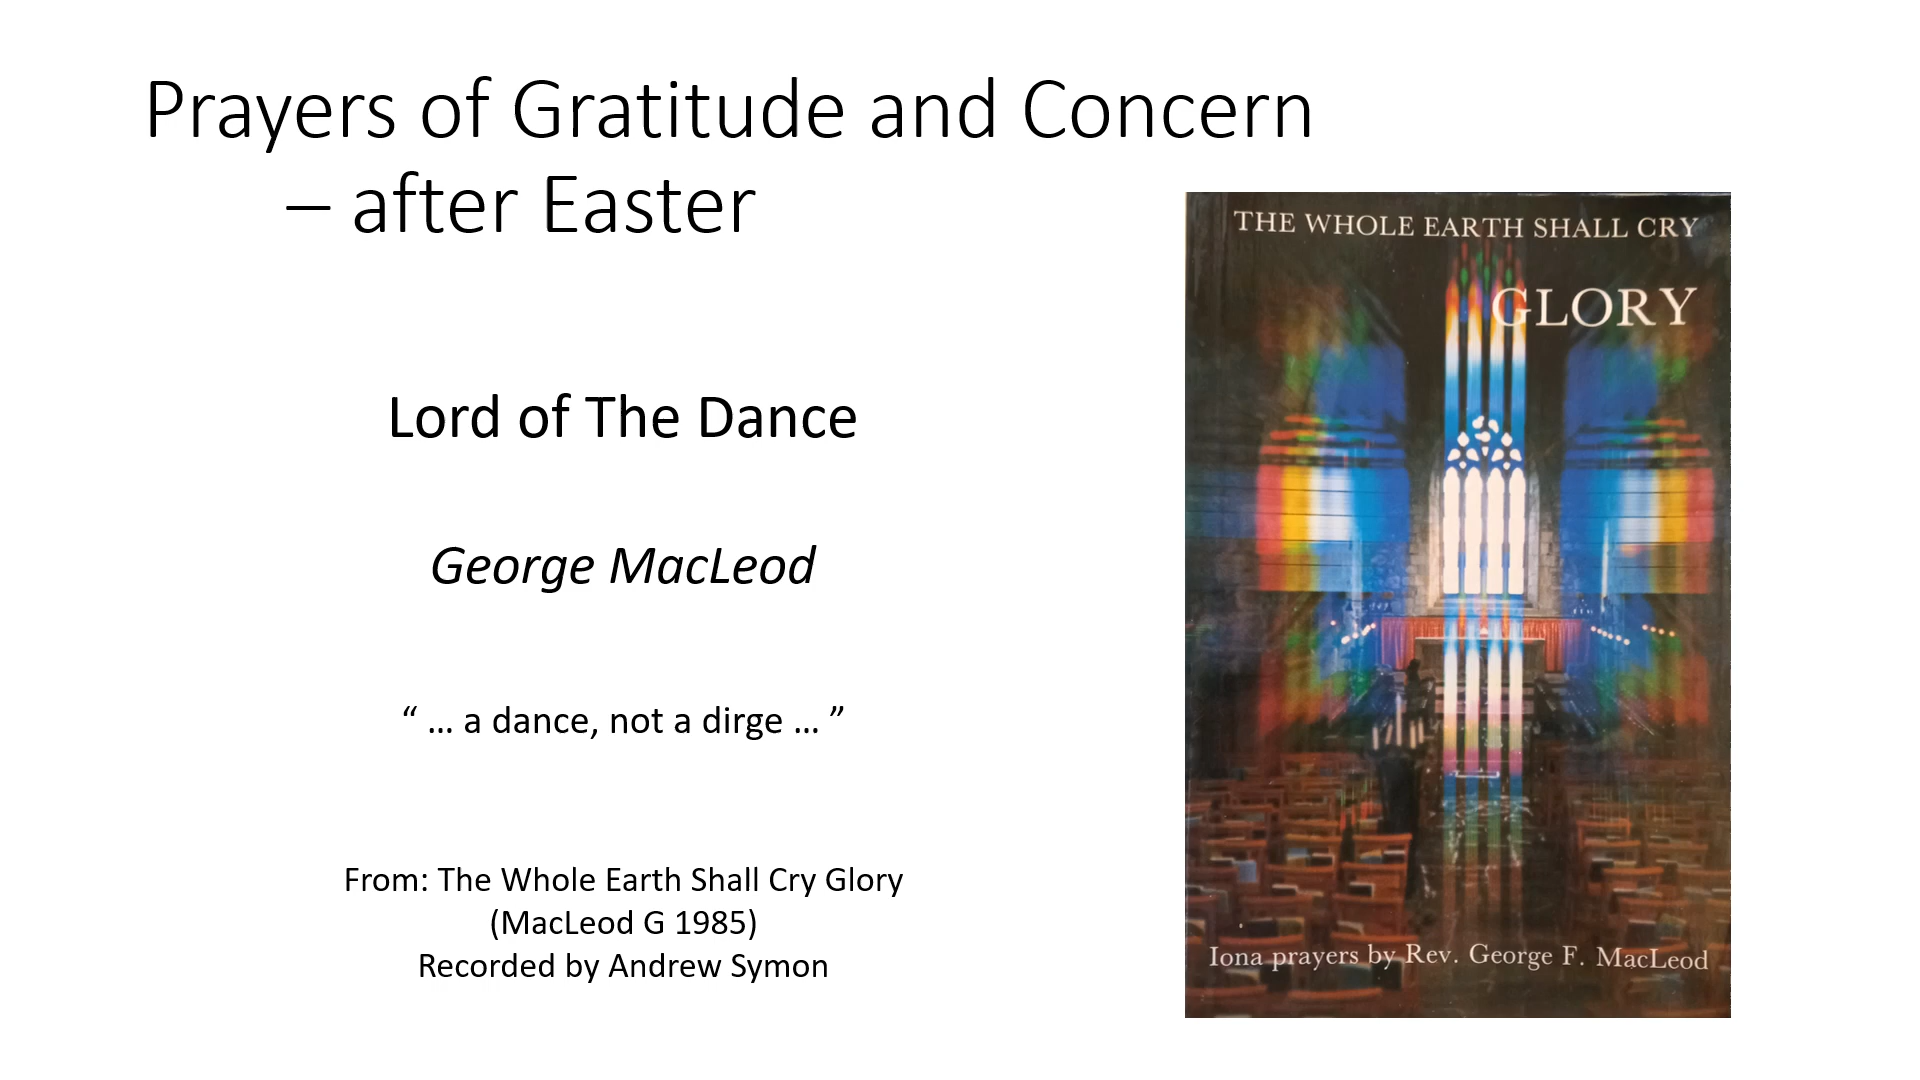 Prayers of Gratitude and Concern
– after Easter
Lord of The Dance
George MacLeod
“ … a dance, not a dirge … ”
From: The Whole Earth Shall Cry Glory
(MacLeod G 1985)
Recorded by Andrew Symon
THE WHOLE EARTH SHALL CRY
GLORY
Iona prayers by Rev. George F. MacLeod